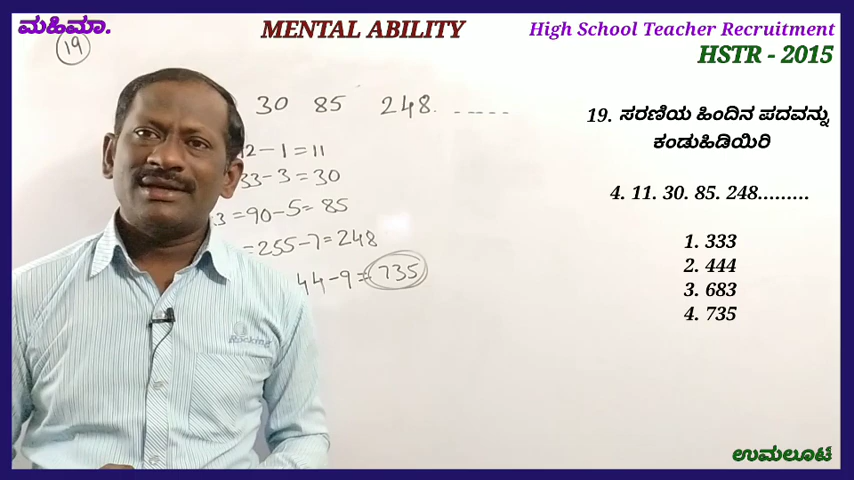 ಮಹಿಮಾ.
MENTAL ABILITY
High School Teacher Recruitment
HSTR - 2015
19
30 85 248. -----
12-1=11
33-3=30
3=90-5=85
=255-7=248
44-9=735
Rocking
19. ಸರಣಿಯ ಹಿಂದಿನ ಪದವನ್ನು
ಕಂಡುಹಿಡಿಯಿರಿ
4. 11. 30. 85. 248.........
1. 333
2. 444
3. 683
4. 735
ಉಮಲೂಟಿ